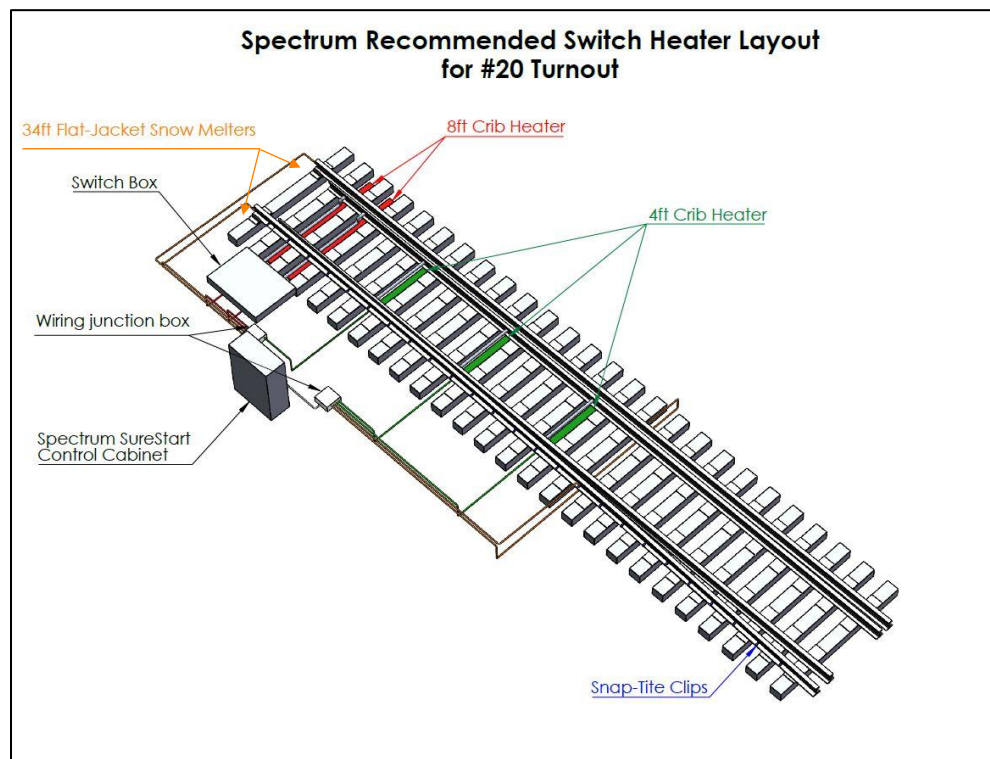 Spectrum Recommended Switch Heater Layout
for #20 Turnout
34ft Flat-Jacket Snow Melters
8ft Crib Heater
Switch Box
4ft Crib Heater
Wiring junction box
Spectrum SureStart
Control Cabinet
Snap-Tite Clips